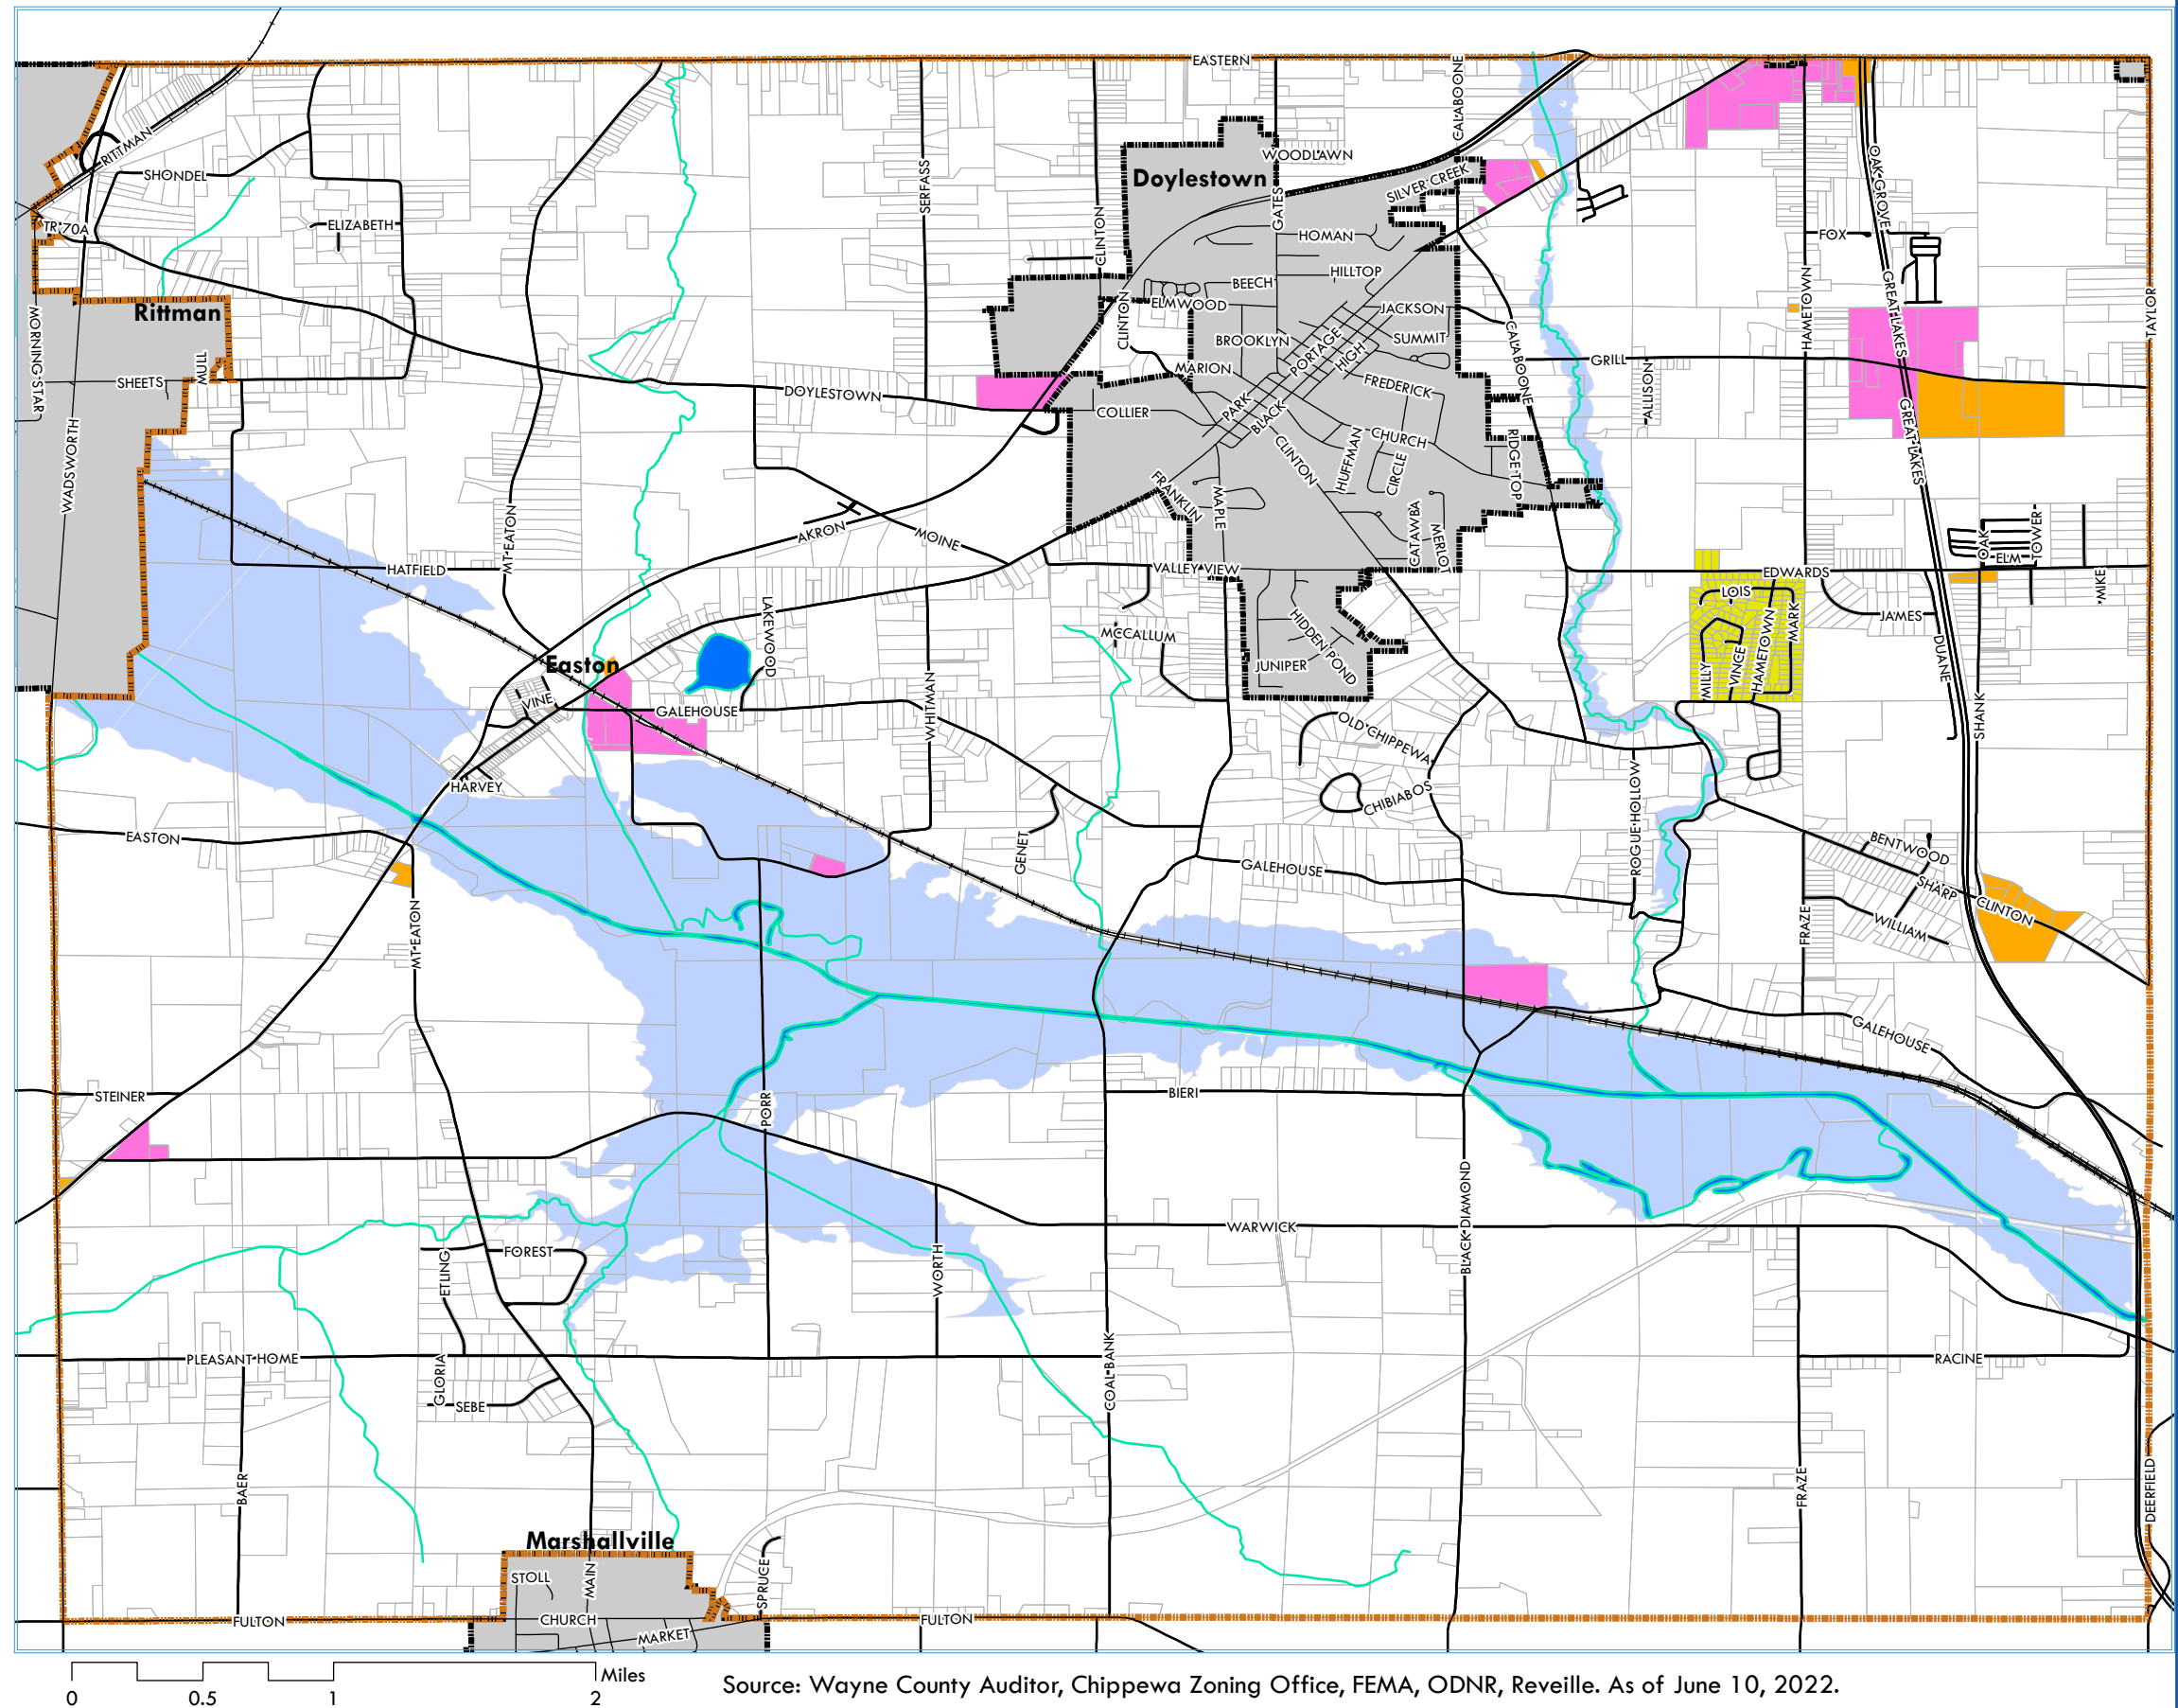 EASTERN
CALABOONE
RITTMAN
WOODLAWN
SHONDEL
SERFASS
Doylestown
SILVER CREEK
OAK GROVE
TR 70A
ELIZABETH
CLINTON
GATES
HOMAN
FOX
BEECH
HILLTOP
HAMETOWN
GREAT LAKES
Rittman
ELMWOOD
JACKSON
TAYLOR
MORNING STAR
CLINTON
BROOKLYN
PORTAGE
SUMMIT
CALABOONE
MULL
SHEETS
MARION
HIGH
GRILL
DOYLESTOWN
FREDERICK
ALLISON
COLLIER
PARK
BLACK
GREAT LAKES
WADSWORTH
CLINTON
HUFFMAN
CHURCH
CIRCLE
RIDGE TOP
FRANKLIN
MAPLE
MT EATON
AKRON
MOINE
CATAWBA
MERLOT
OAK
TOWER
ELM
HATFIELD
VALLEY VIEW
EDWARDS
MIKE
LOIS
LAKEWOOD
MCCALLUM
HIDDEN POND
MARK
JAMES
Easton
JUNIPER
MILLY
VINCE
HAMETOWN
DUANE
VINE
GALEHOUSE
WHITMAN
OLD CHIPPEWA
SHANK
HARVEY
CHIBIABOS
ROGUE HOLLOW
EASTON
GENET
GALEHOUSE
BENTWOOD
SHARP
CLINTON
MT EATON
FRAZE
WILLIAM
GALEHOUSE
STEINER
PORR
BIERI
BLACK DIAMOND
WARWICK
ETLING
FOREST
WORTH
PLEASANT HOME
GLORIA
COAL BANK
RACINE
SEBE
BAER
FRAZE
DEERFIELD
Marshallville
STOLL
MAIN
SPRUCE
FULTON
CHURCH
FULTON
MARKET
Miles
0 0.5 1 2
Source: Wayne County Auditor, Chippewa Zoning Office, FEMA, ODNR, Reveille. As of June 10, 2022.